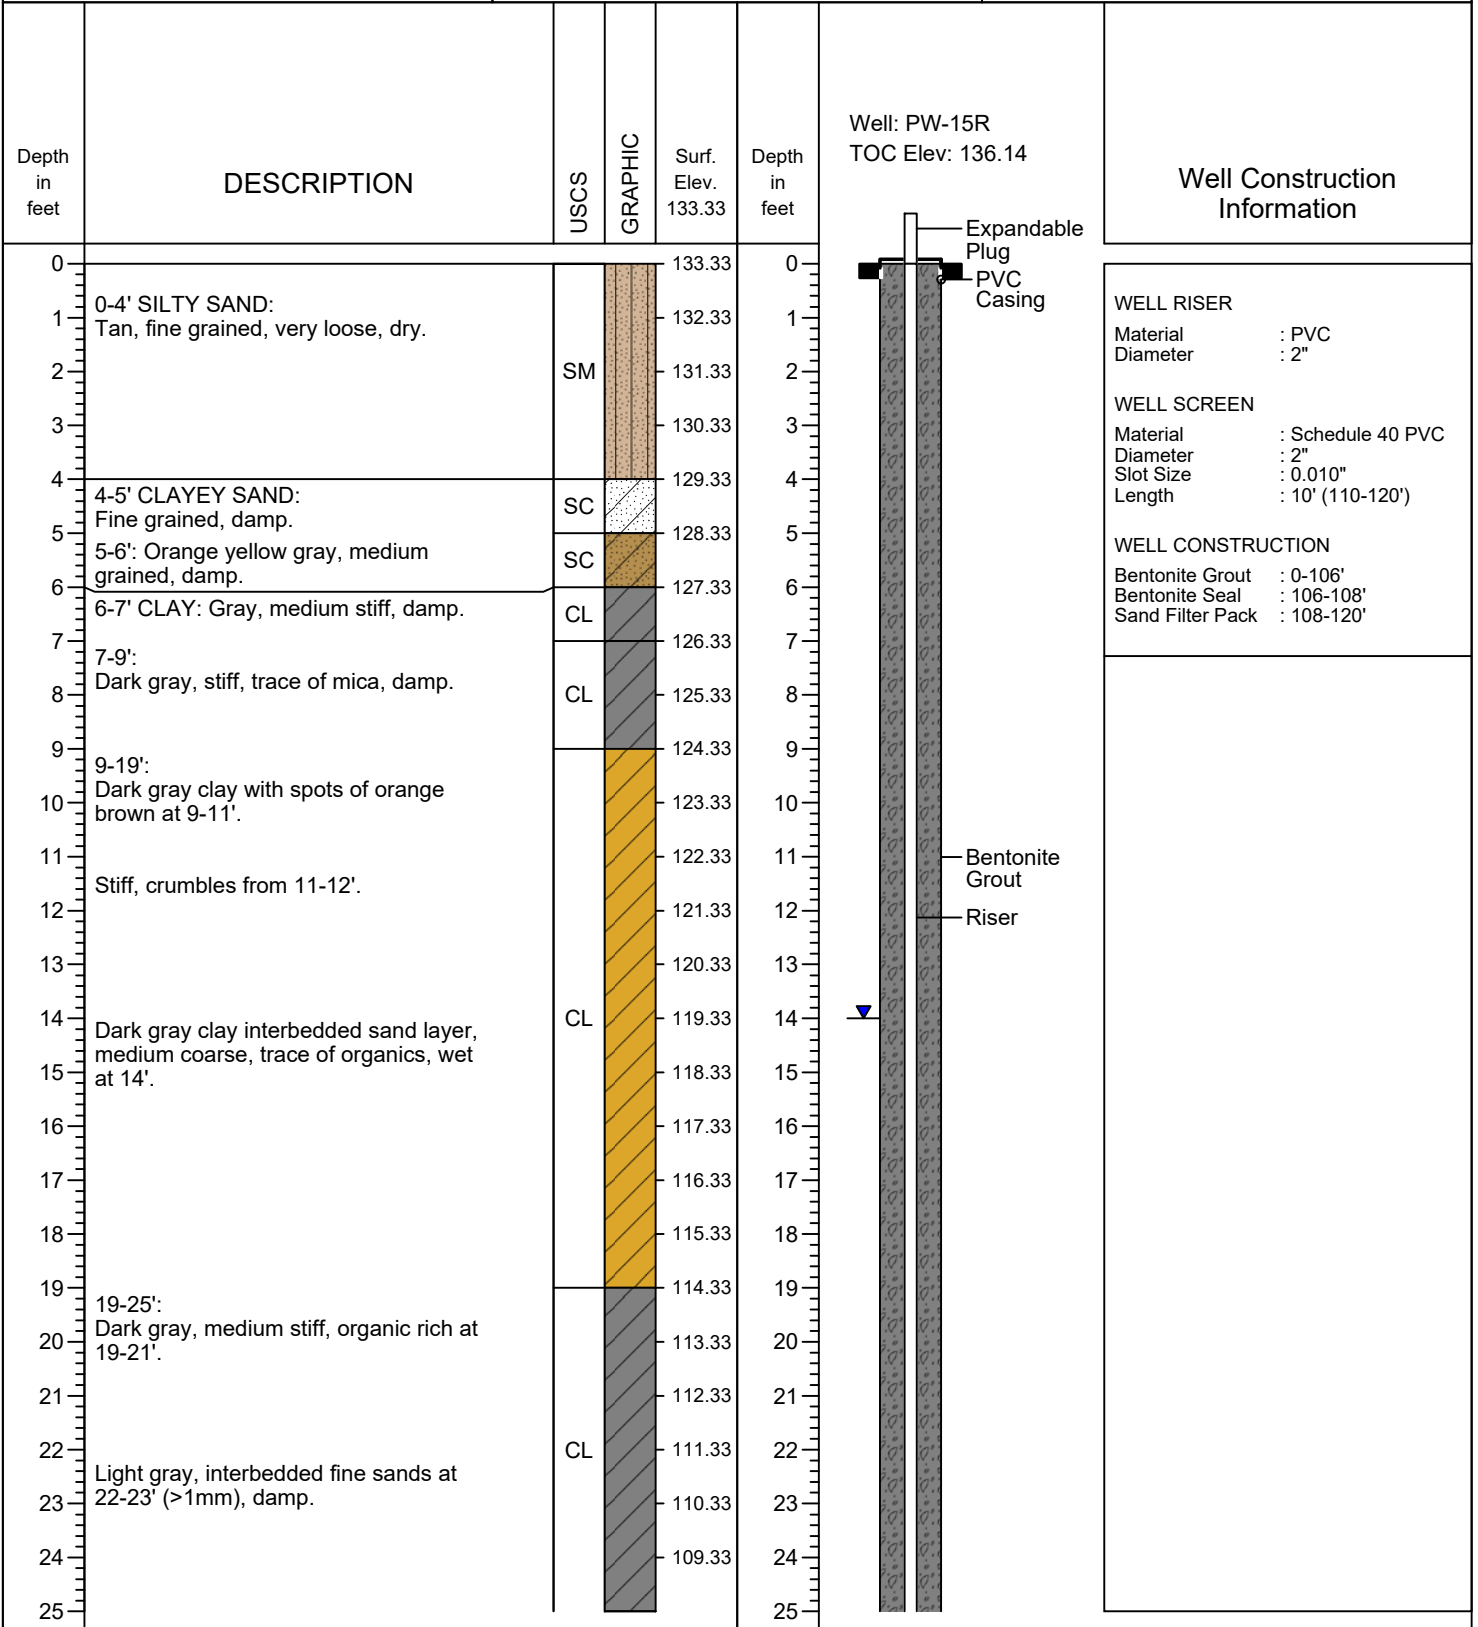 Depth
in
feet
DESCRIPTION
USCS
GRAPHIC
Surf.
Elev.
133.33
Depth
in
feet
Well: PW-15R
TOC Elev: 136.14
Well Construction
Information
0
1
2
3
4
5
6
7
8
9
10
11
12
13
14
15
16
17
18
19
20
21
22
23
24
25
0-4' SILTY SAND:
Tan, fine grained, very loose, dry.
4-5' CLAYEY SAND:
Fine grained, damp.
5-6': Orange yellow gray, medium
grained, damp.
6-7' CLAY: Gray, medium stiff, damp.
7-9':
Dark gray, stiff, trace of mica, damp.
9-19':
Dark gray clay with spots of orange
brown at 9-11'.
Stiff, crumbles from 11-12'.
Dark gray clay interbedded sand layer,
medium coarse, trace of organics, wet
at 14'.
19-25':
Dark gray, medium stiff, organic rich at
19-21'.
Light gray, interbedded fine sands at
22-23' (>1mm), damp.
SM
SC
SC
CL
CL
CL
CL
133.33
132.33
131.33
130.33
129.33
128.33
127.33
126.33
125.33
124.33
123.33
122.33
121.33
120.33
119.33
118.33
117.33
116.33
115.33
114.33
113.33
112.33
111.33
110.33
109.33
0
1
2
3
4
5
6
7
8
9
10
11
12
13
14
15
16
17
18
19
20
21
22
23
24
25
Expandable
Plug
PVC
Casing
Bentonite
Grout
Riser
WELL RISER
Material : PVC
Diameter : 2"
WELL SCREEN
Material : Schedule 40 PVC
Diameter : 2"
Slot Size : 0.010"
Length : 10' (110-120')
WELL CONSTRUCTION
Bentonite Grout : 0-106'
Bentonite Seal : 106-108'
Sand Filter Pack : 108-120'